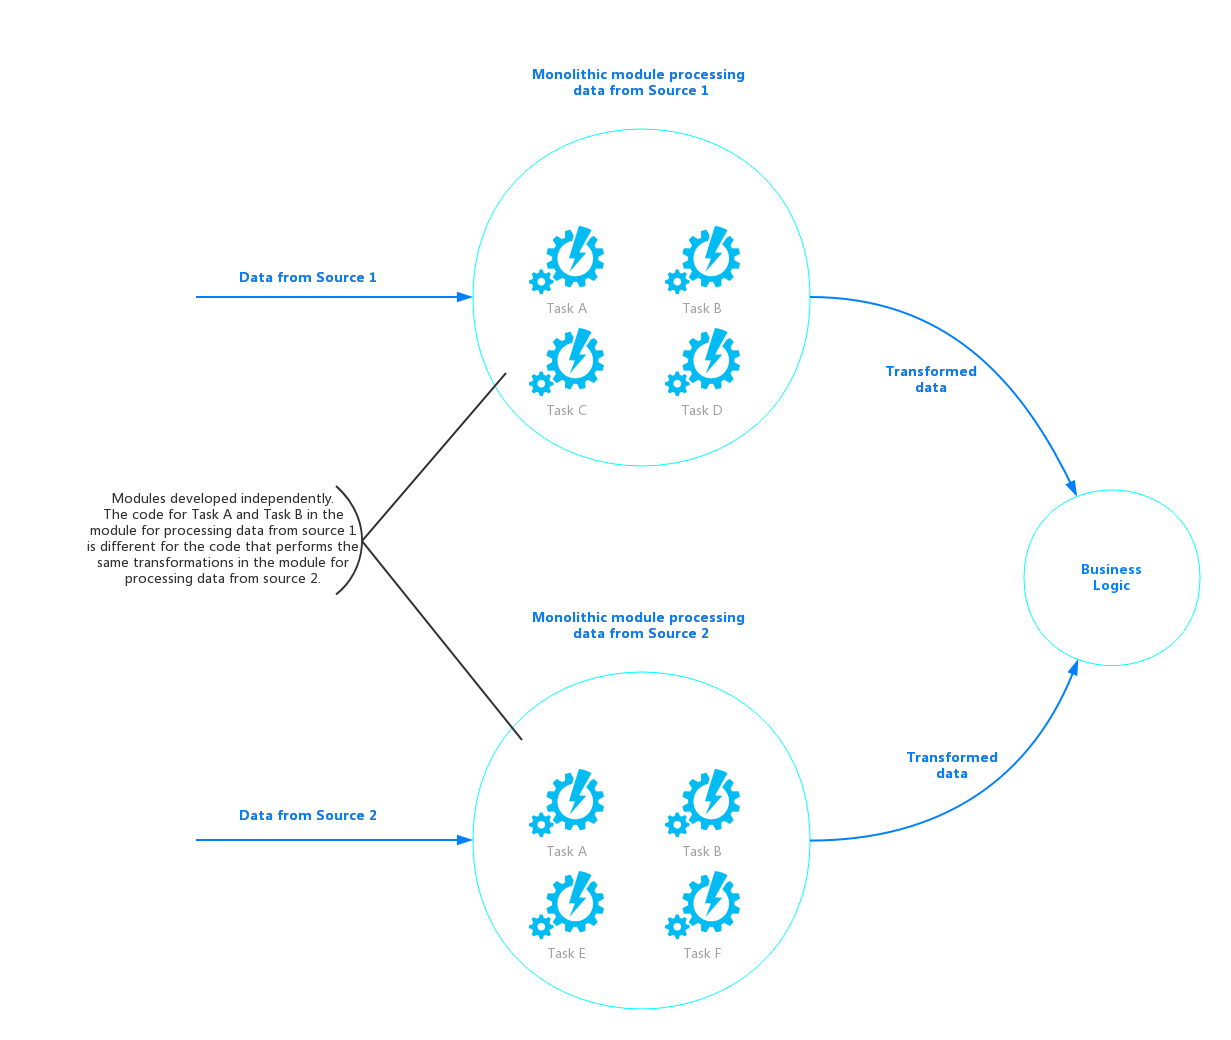 Monolithic module processing
data from Source 1
Data from Source 1
Task A
Task B
Task C
Task D
Transformed
data
Modules developed independently.
The code for Task A and Task B in the
module for processing data from source 1
is different for the code that performs the
same transformations in the module for
processing data from source 2.
Business
Logic
Monolithic module processing
data from Source 2
Data from Source 2
Task A
Task B
Task E
Task F
Transformed
data